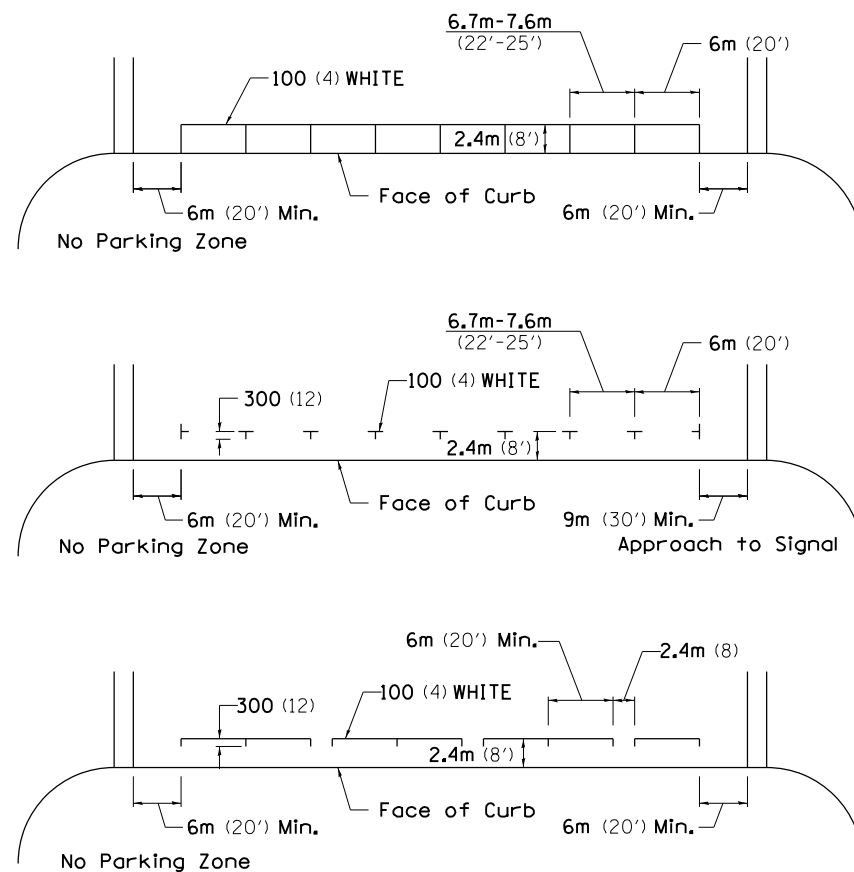 6.7m-7.6m
(22'-25')
6m (20')
100 (4) WHITE
2.4m (8')
Face of Curb
6m (20') Min.
6m (20') Min.
No Parking Zone
6.7m-7.6m
(22'-25')
6m (20')
100 (4) WHITE
300 (12)
2.4m (8')
Face of Curb
6m (20') Min.
9m (30') Min.
No Parking Zone
Approach to Signal
6m (20') Min.
2.4m (8)
100 (4) WHITE
300 (12)
2.4m (8')
Face of Curb
6m (20') Min.
6m (20') Min.
No Parking Zone